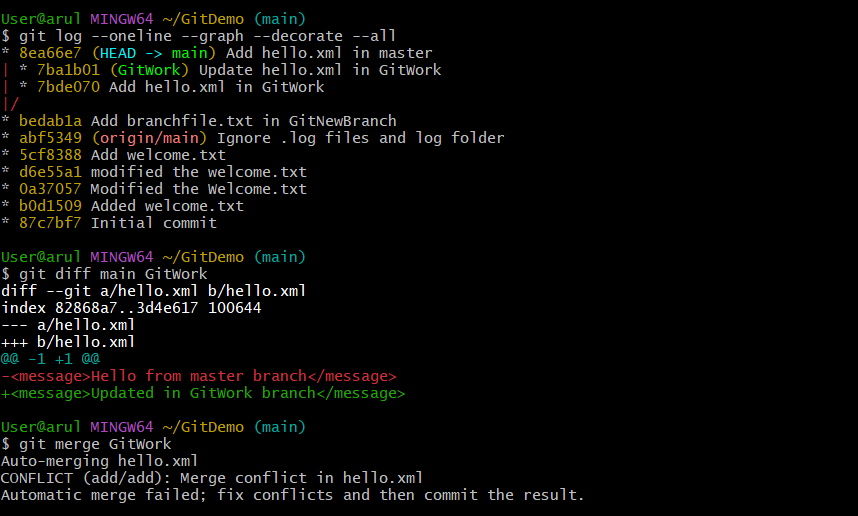 User@arul MINGW64 ~/GitDemo (main)
$ git log --oneline --graph --decorate --all
* 8ea66e7 (HEAD -> main) Add hello.xml in master
| * 7ba1b01 (GitWork) Update hello.xml in GitWork
| * 7bde070 Add hello.xml in GitWork
|/
* bedab1a Add branchfile.txt in GitNewBranch
* abf5349 (origin/main) Ignore .log files and log folder
* 5cf8388 Add welcome.txt
* d6e55a1 modified the welcome.txt
* 0a37057 Modified the Welcome.txt
* b0d1509 Added welcome.txt
* 87c7bf7 Initial commit

User@arul MINGW64 ~/GitDemo (main)
$ git diff main GitWork
diff --git a/hello.xml b/hello.xml
index 82868a7..3d4e617 100644
--- a/hello.xml
+++ b/hello.xml
@@ -1 +1 @@
-<message>Hello from master branch</message>
+<message>Updated in GitWork branch</message>

User@arul MINGW64 ~/GitDemo (main)
$ git merge GitWork
Auto-merging hello.xml
CONFLICT (add/add): Merge conflict in hello.xml
Automatic merge failed; fix conflicts and then commit the result.